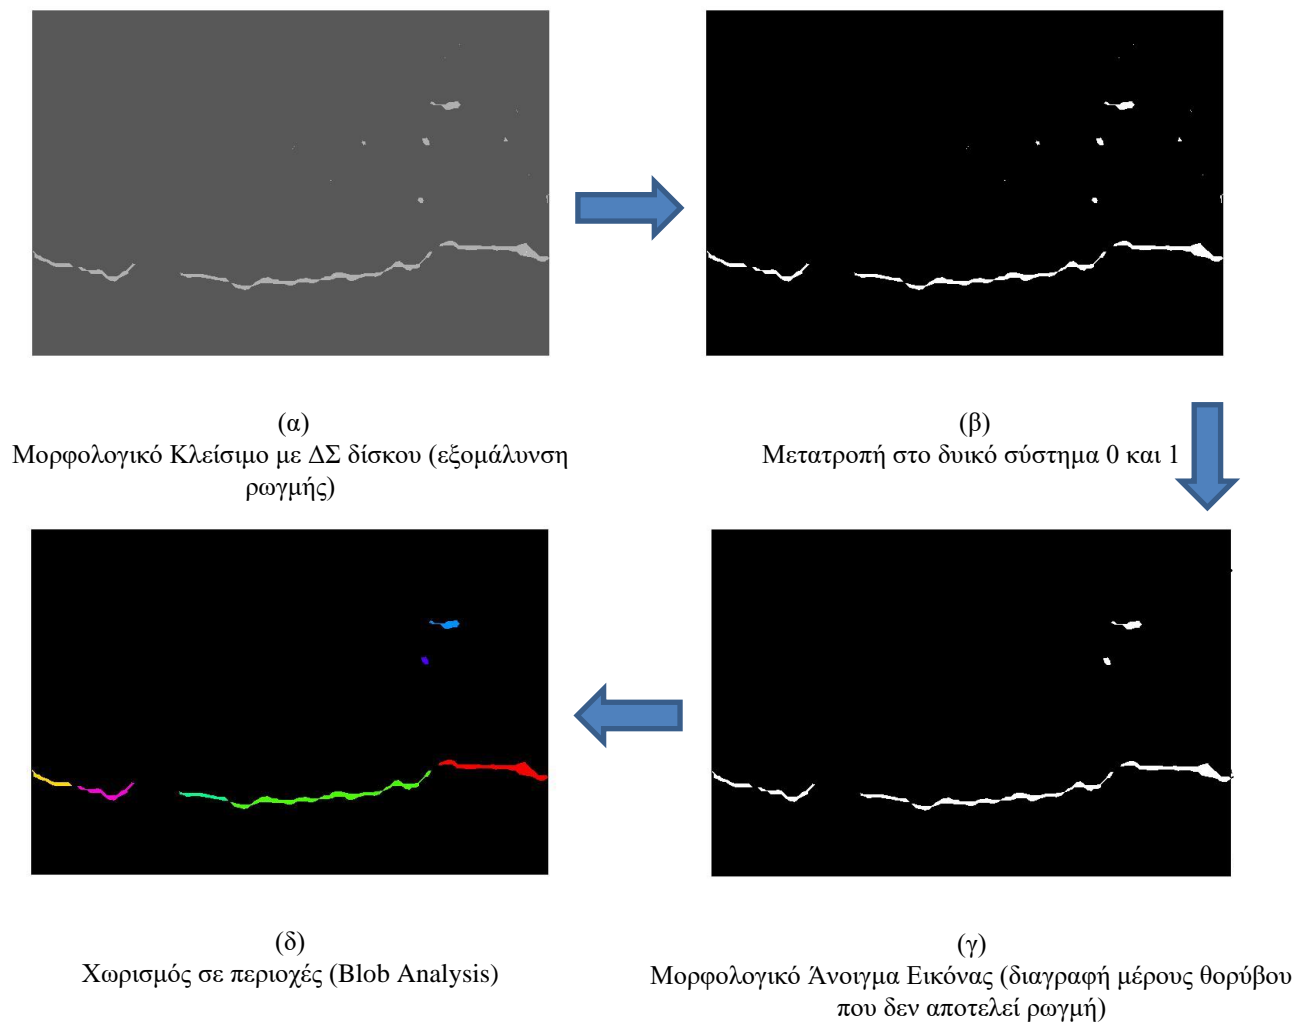 (α)
Μορφολογικό Κλείσιμο με ΔΣ δίσκου (εξομάλυνση
ρωγμής)
(β)
Μετατροπή στο δυικό σύστημα 0 και 1
(γ)
Μορφολογικό Άνοιγμα Εικόνας (διαγραφή μέρους θορύβου
που δεν αποτελεί ρωγμή)
(δ)
Χωρισμός σε περιοχές (Blob Analysis)